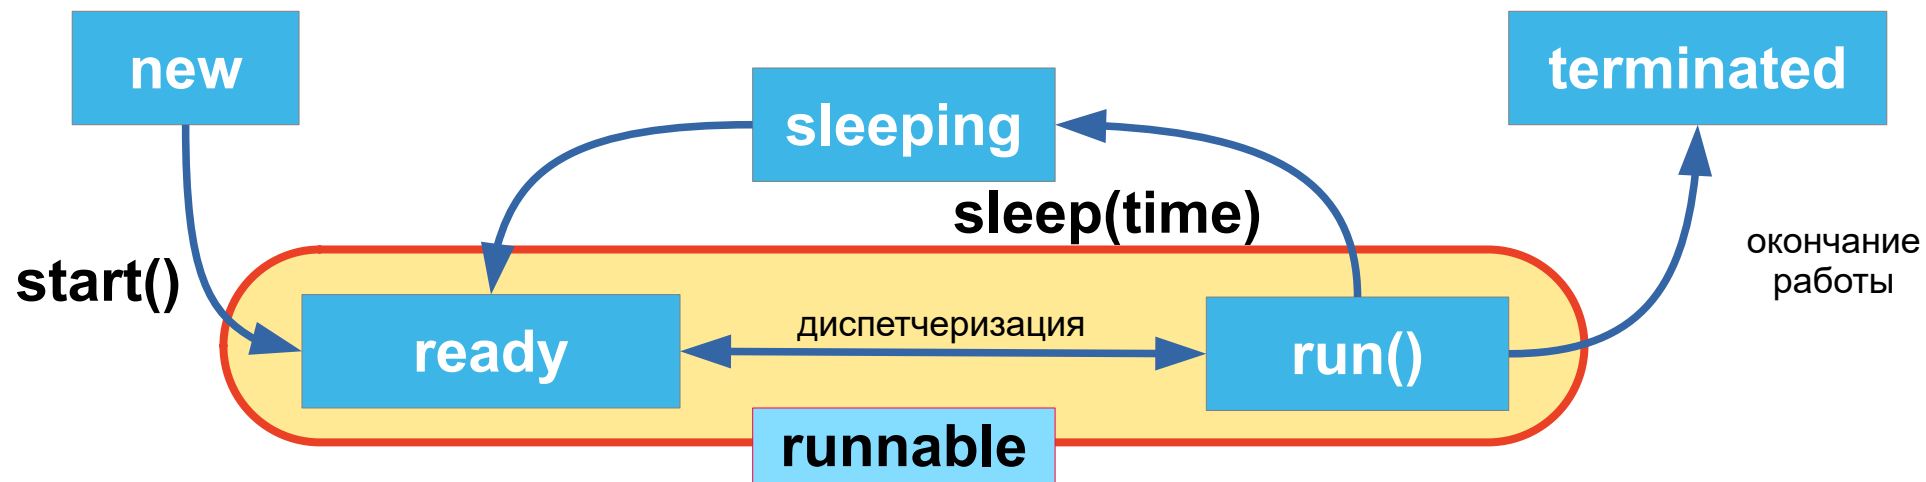 new
terminated
sleeping
sleep(time)
start()
окончание
работы
диспетчеризация
ready
run()
runnable